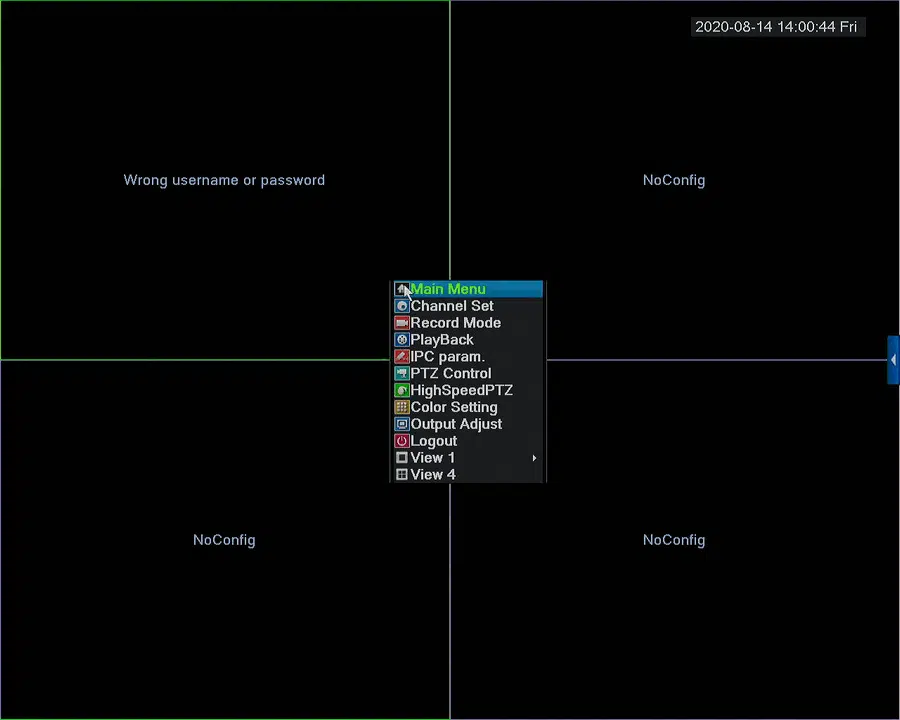 2020-08-14 14:00:44 Fri
Wrong username or password
NoConfig
Main Menu
Channel Set
Record Mode
PlayBack
IPC param.
PTZ Control
HighSpeedPTZ
Color Setting
Output Adjust
Logout
View 1
View 4
NoConfig
NoConfig